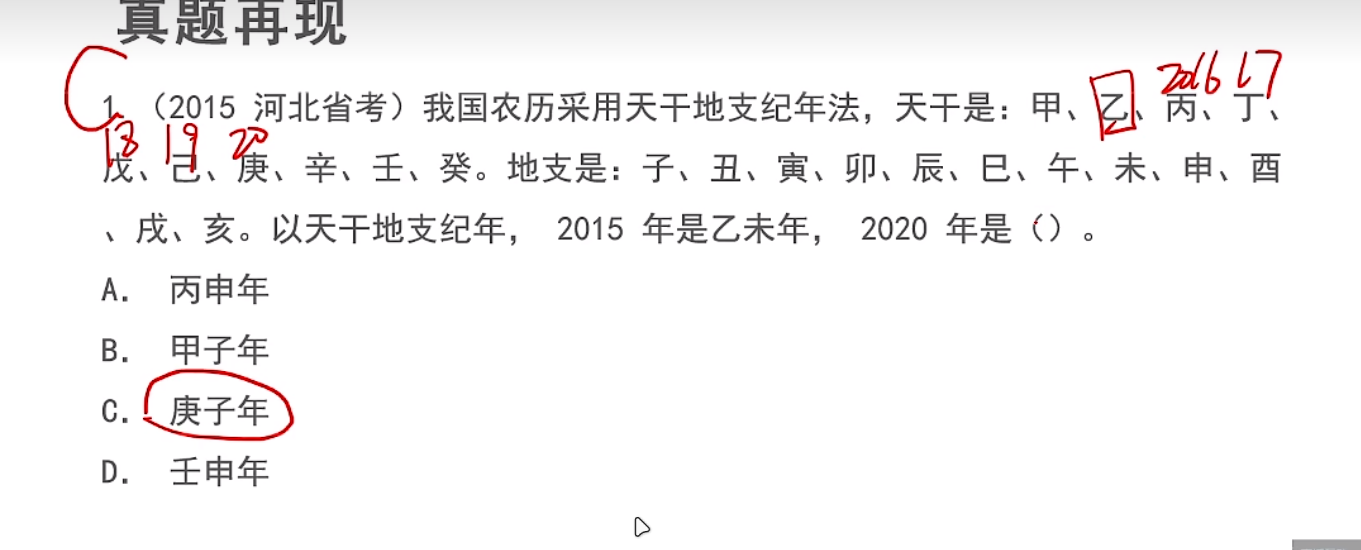 真题再现
C 2016 17
1. （2015 河北省考）我国农历采用天干地支纪年法，天干是：甲、乙、丙、丁、
18 19 20
戊、己、庚、辛、壬、癸。地支是：子、丑、寅、卯、辰、巳、午、未、申、酉
、戌、亥。以天干地支纪年， 2015 年是乙未年， 2020 年是（）。
A. 丙申年
B. 甲子年
C. 庚子年
D. 壬申年